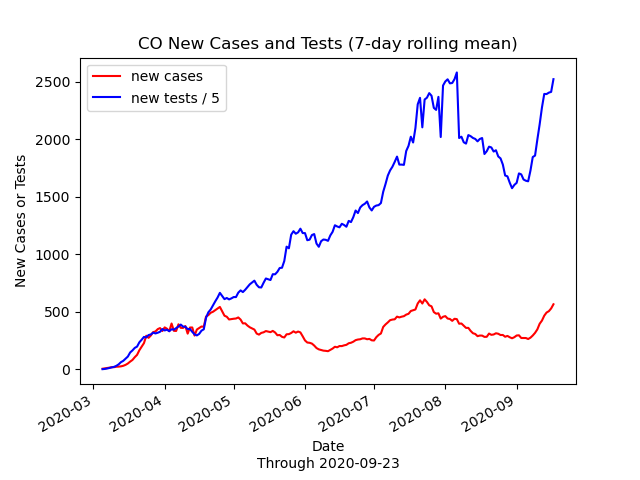 CO New Cases and Tests (7-day rolling mean)
new cases
new tests / 5
New Cases or Tests
2500
2000
1500
1000
500
0
2020-03
2020-04
2020-05
2020-06
2020-07
2020-08
2020-09
Date
Through 2020-09-23